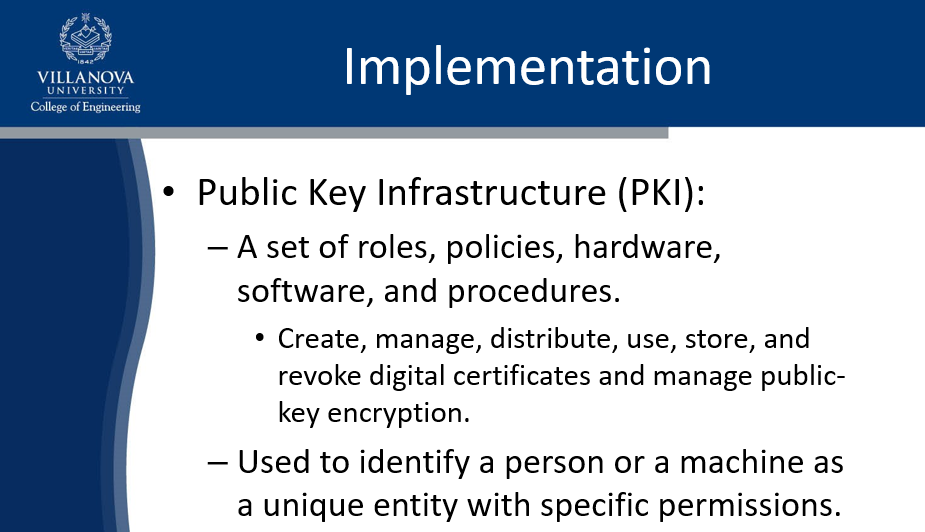 1842
VILLANOVA
UNIVERSITY
College of Engineering
Implementation
• Public Key Infrastructure (PKI):
– A set of roles, policies, hardware,
software, and procedures.
• Create, manage, distribute, use, store, and
revoke digital certificates and manage public-
key encryption.
– Used to identify a person or a machine as
a unique entity with specific permissions.